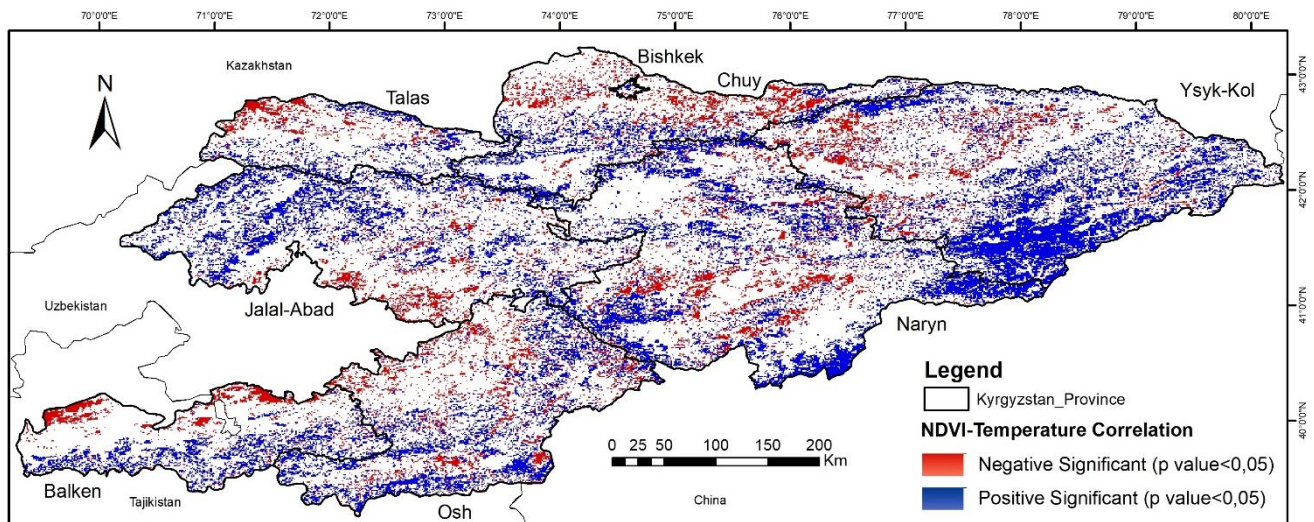 70°0'0"E 71°0'0"E 72°0'0"E 73°0'0"E 74°0'0"E 75°0'0"E 76°0'0"E 77°0'0"E 78°0'0"E 79°0'0"E 80°0'0"E
Bishkek
Kazakhstan
Chuy
N
Talas
Ysyk-Kol
43°0'0"N
42°0'0"N
Uzbekistan
Jalal-Abad
Naryn
41°0'0"N
Legend
Kyrgyzstan_Province
NDVI-Temperature Correlation
Negative Significant (p value<0,05)
Positive Significant (p value<0,05)
40°0'0"N
0 25 50 100 150 200
Km
Balken
Tajikistan
Osh
China